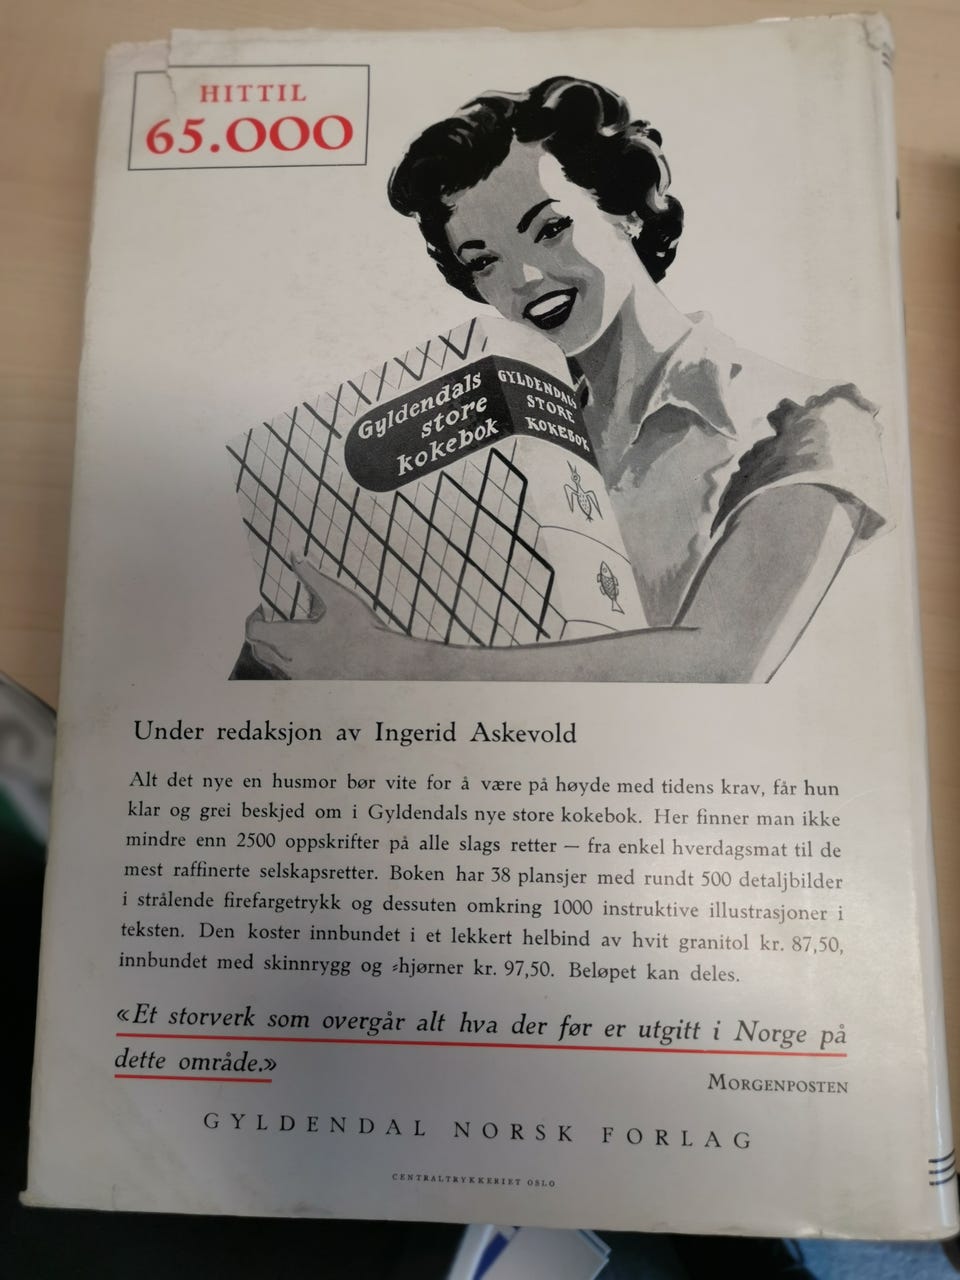 HITTIL
65.000
Gyldendals
store
kokebok
GYLDENDALS
STORE
KOKEBOK
Under redaksjon av Ingerid Askevold
Alt det nye en husmor bør vite for å være på høyde med tidens krav, får hun
klar og grei beskjed om i Gyldendals nye store kokebok. Her finner man ikke
mindre enn 2500 oppskrifter på alle slags retter — fra enkel hverdagsmat til de
mest raffinerte selskapsretter. Boken har 38 plansjer med rundt 500 detaljbilder
i strålende firefargetrykk og dessuten omkring 1000 instruktive illustrasjoner i
teksten. Den koster innbundet i et lekkert helbind av hvit granitol kr. 87,50,
innbundet med skinnrygg og -hjørner kr. 97,50. Beløpet kan deles.
«Et storverk som overgår alt hva der før er utgitt i Norge på
dette område.»
MORGENPOSTEN
GYLDENDAL NORSK FORLAG
CENTRALTRYKKERIET OSLO